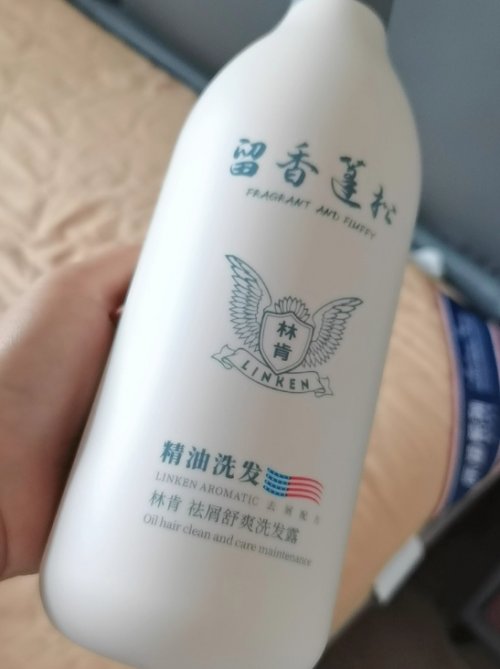 留香蓬松
FRAGRANT AND FLUFFY
林肯
LINKEN
精油洗发
LINKEN AROMATIC 去屑配方
林肯 祛屑舒爽洗发露
Oil hair clean and care maintenance